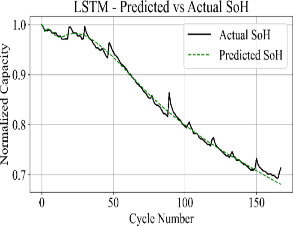 LSTM - Predicted vs Actual SoH
Actual SoH
Predicted SoH
Normalized Capacity
1.0
0.9
0.8
0.7
0
50
100
150
Cycle Number